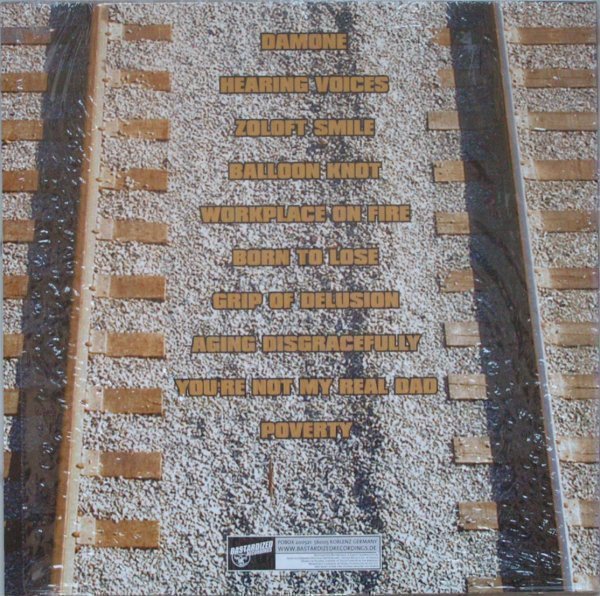 DAMONE
HEARING VOICES
ZOLOFT SMILE
BALLOON KNOT
WORKPLACE ON FIRE
BORN TO LOSE
GRIP OF DELUSION
AGING DISGRACEFULLY
YOU'RE NOT MY REAL DAD
POVERTY
BASTARDIZED
KOBLENZ GERMANY
WWW.BASTARDIZEDRECORDINGS.DE